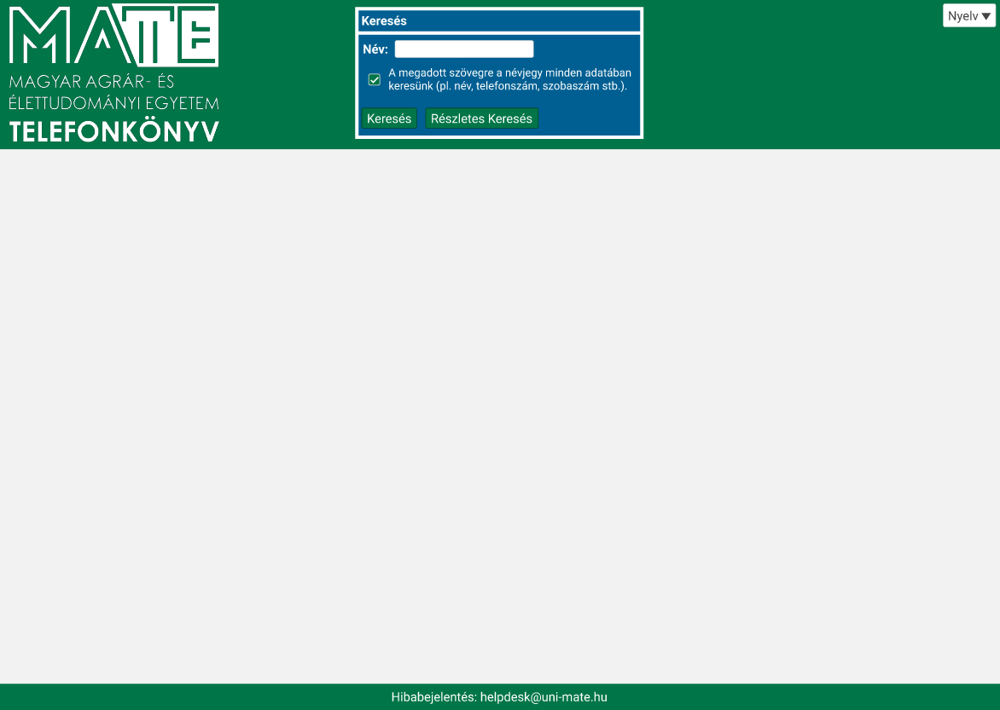 MATE
MAGYAR AGRÁR- ÉS
ÉLETTUDOMÁNYI EGYETEM
TELEFONKÖNYV
Keresés
Név:
A megadott szövegre a névjegy minden adatában
keresünk (pl. név, telefonszám, szobaszám stb.).
Keresés Részletes Keresés
Nyelv ▼
Hibabejelentés: helpdesk@uni-mate.hu